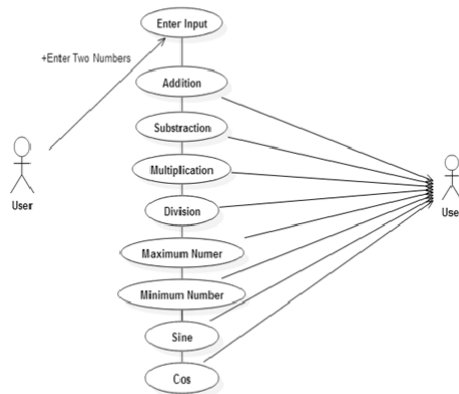 Enter Input
+Enter Two Numbers
Addition
Substraction
Multiplication
User
Division
Use
Maximum Numer
Minimum Number
Sine
Cos